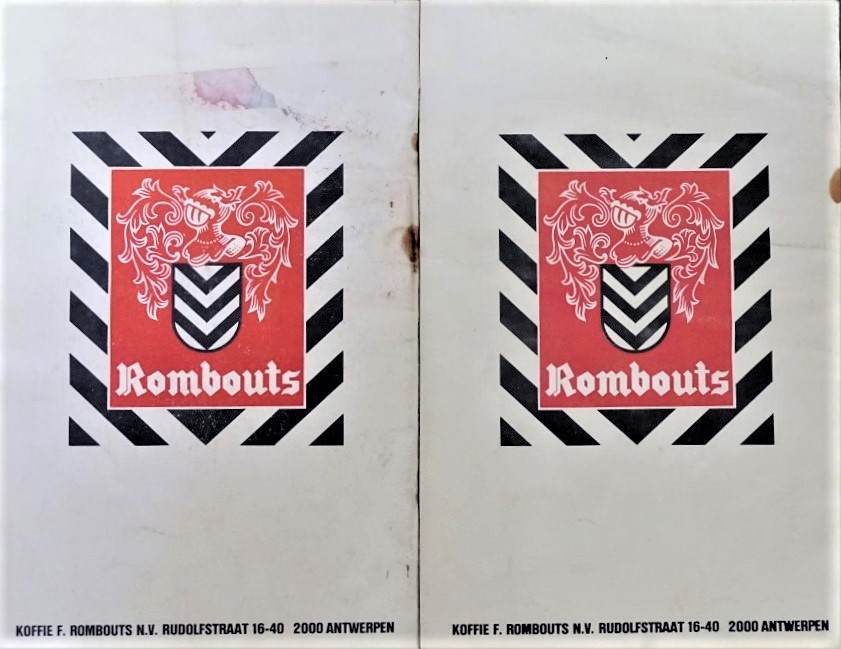 Rombouts
KOFFIE F. ROMBOUTS N.V. RUDOLFSTRAAT 16-40 2000 ANTWERPEN
Rombouts
KOFFIE F. ROMBOUTS N.V. RUDOLFSTRAAT 16-40 2000 ANTWERPEN